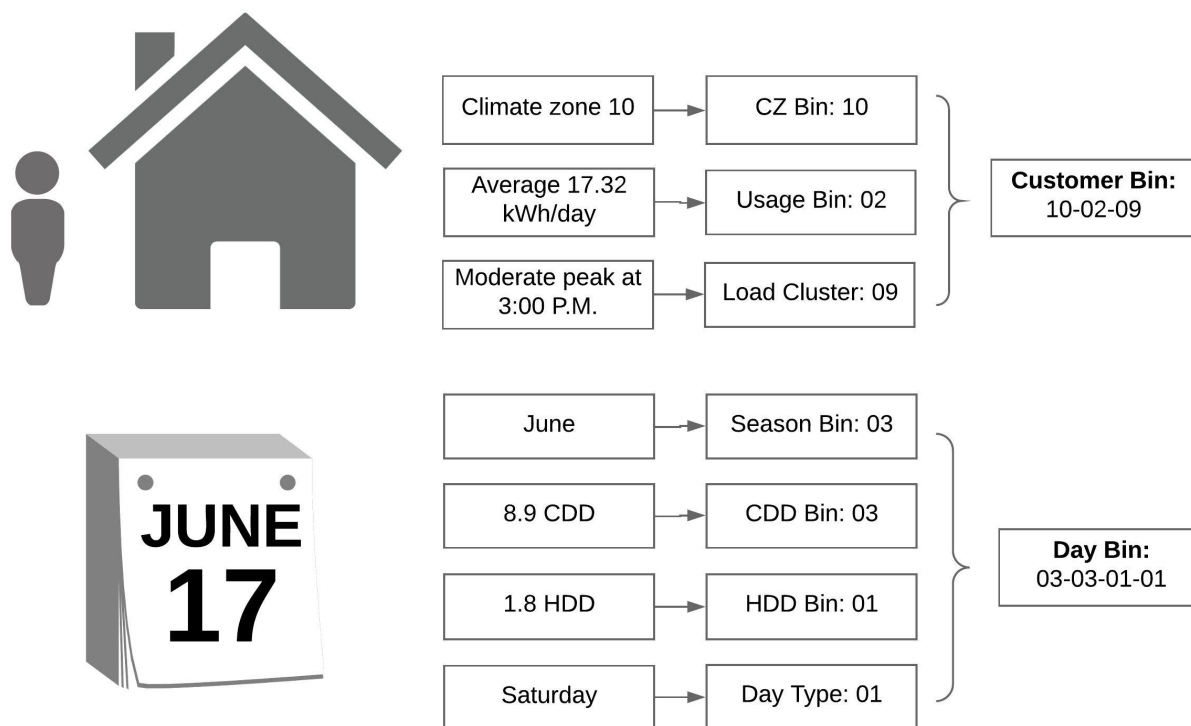 Climate zone 10
CZ Bin: 10
Average 17.32
kWh/day
Usage Bin: 02
Moderate peak at
3:00 P.M.
Load Cluster: 09
Customer Bin:
10-02-09
JUNE
17
June
Season Bin: 03
8.9 CDD
CDD Bin: 03
1.8 HDD
HDD Bin: 01
Saturday
Day Type: 01
Day Bin:
03-03-01-01